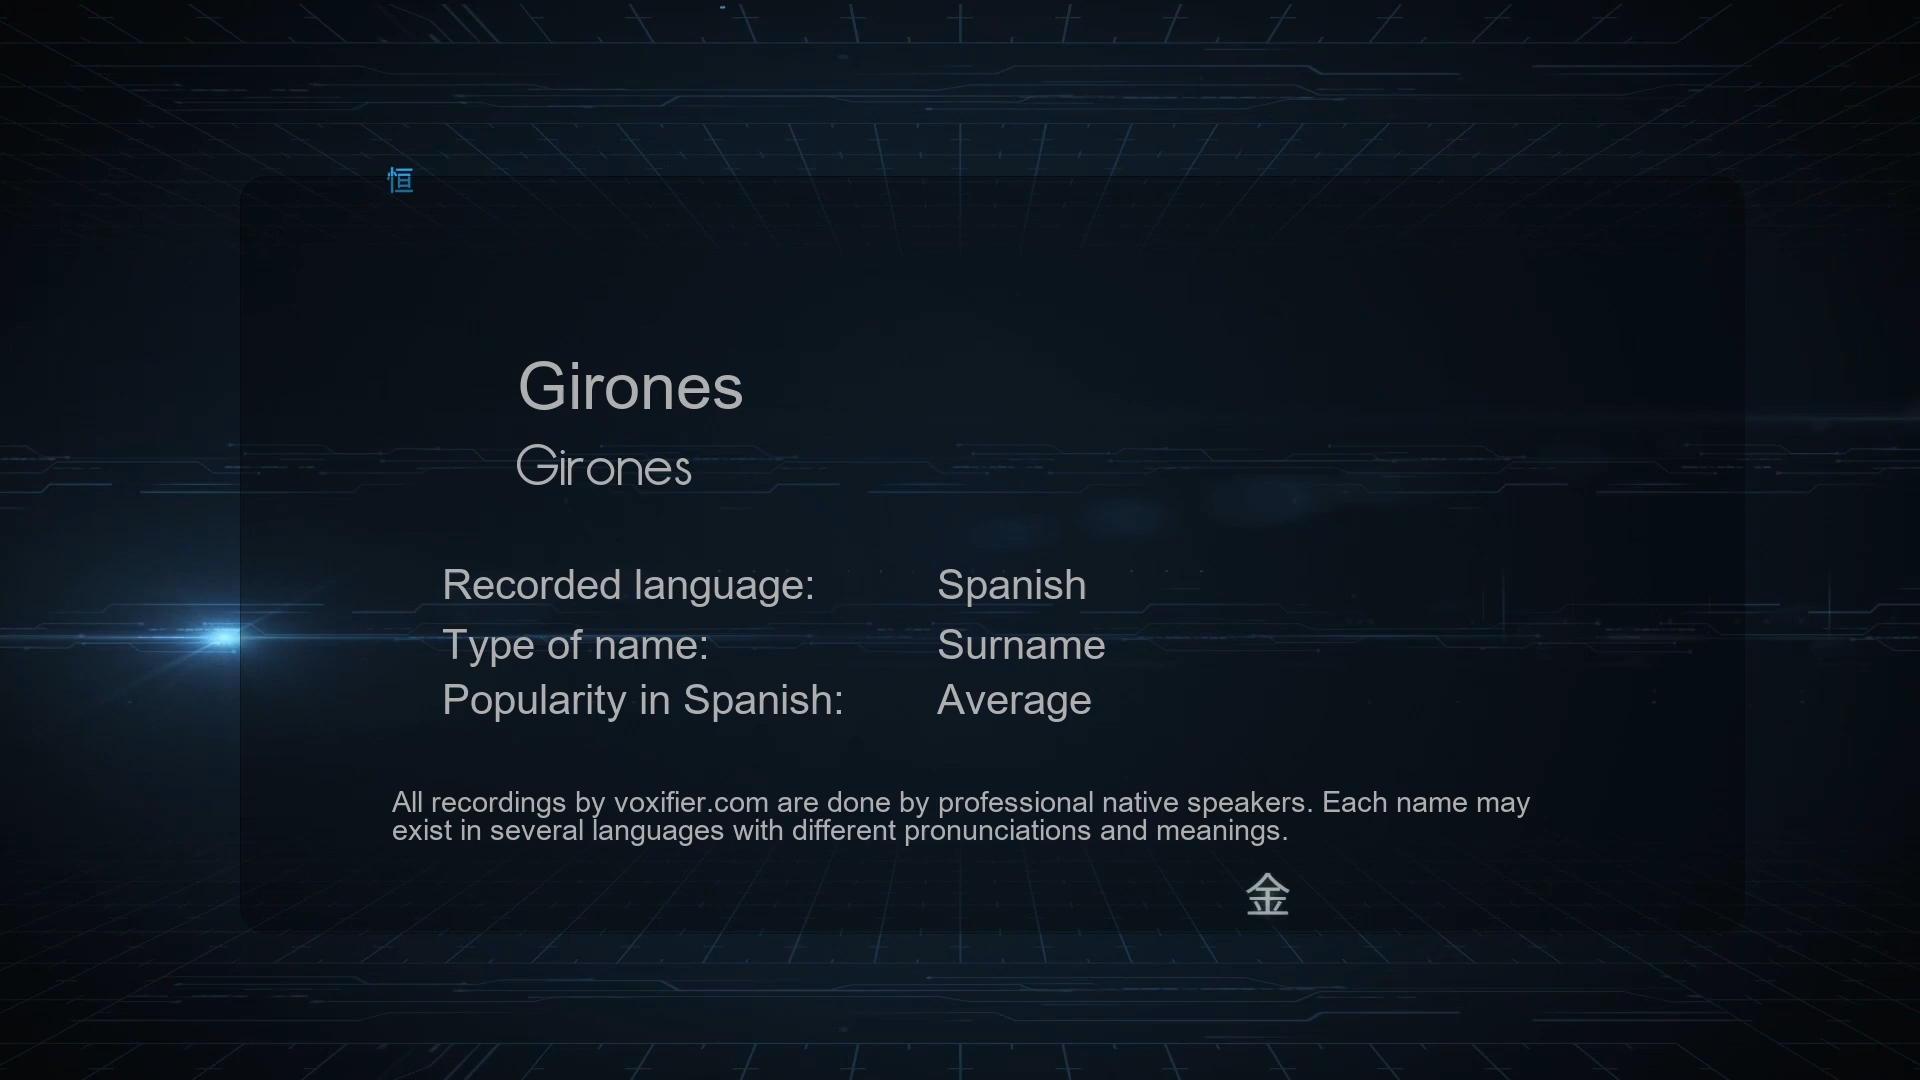 恒
Girones
Girones
Recorded language: Spanish
Type of name: Surname
Popularity in Spanish: Average
All recordings by voxifier.com are done by professional native speakers. Each name may
exist in several languages with different pronunciations and meanings.
金